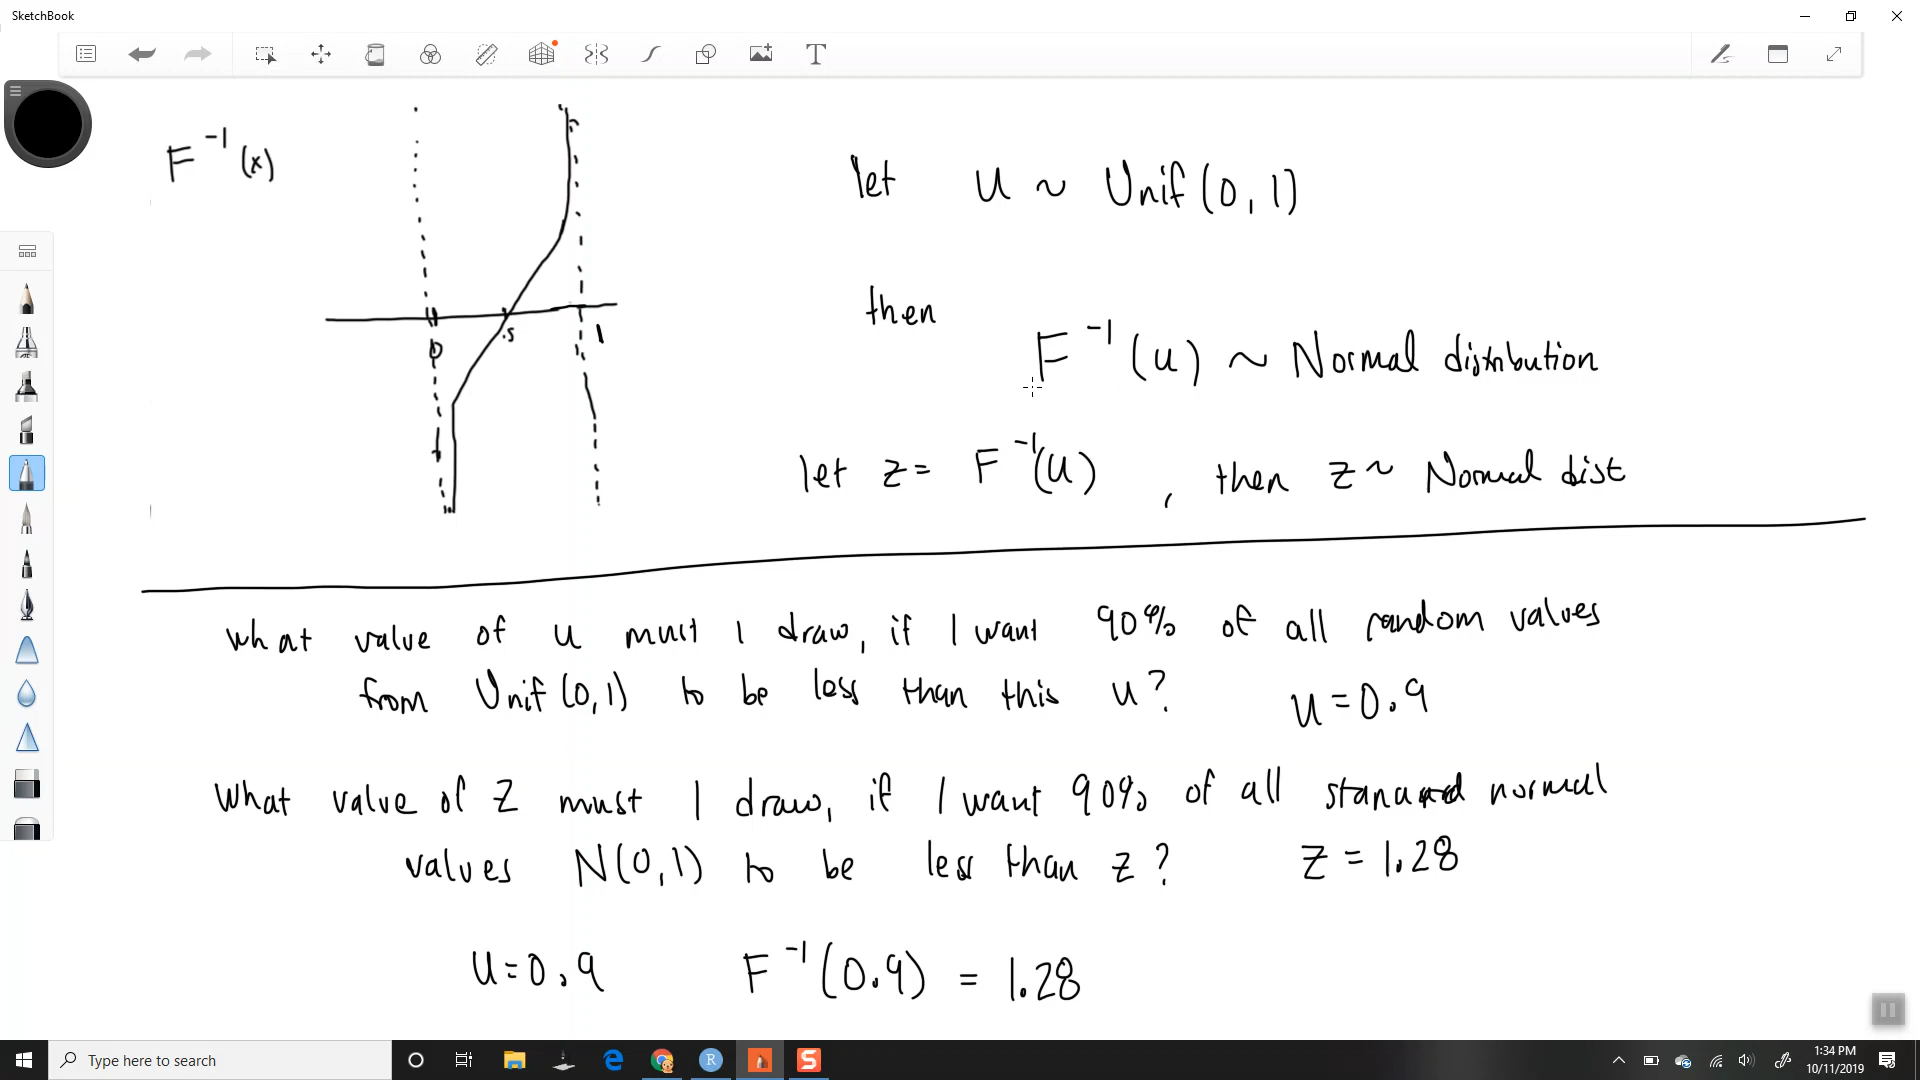 SketchBook
F⁻¹(x)
0 .5 1
let u ~ Unif(0,1)
then
F⁻¹(u) ~ Normal distribution
let z = F⁻¹(u) , then z ~ Normal dist
What value of u must I draw, if I want 90% of all random values
from Unif(0,1) to be less than this u? u=0.9
What value of Z must I draw, if I want 90% of all standard normal
values N(0,1) to be less than z? z = 1.28
u=0.9 F⁻¹(0.9) = 1.28
Type here to search
1:34 PM
10/11/2019